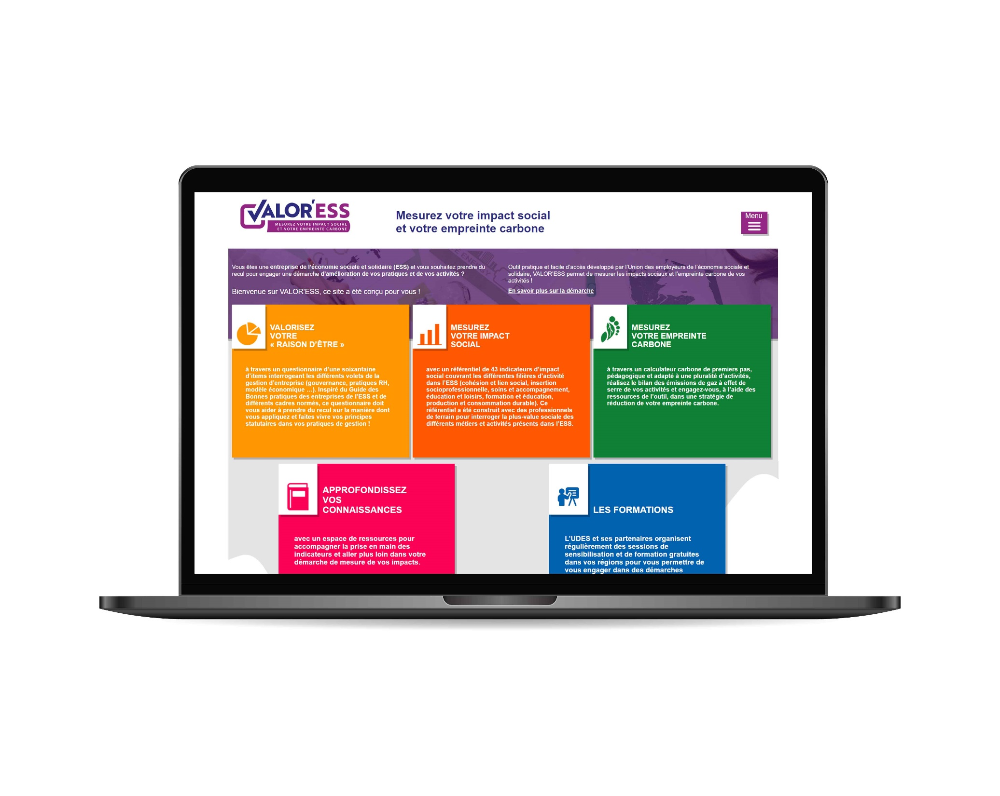 VALOR'ESS
MESUREZ VOTRE IMPACT SOCIAL
ET VOTRE EMPREINTE CARBONE
Mesurez votre impact social
et votre empreinte carbone
Menu
Vous êtes une entreprise de l'économie sociale et solidaire (ESS) et vous souhaitez prendre du
recul pour engager une démarche d'amélioration de vos pratiques et de vos activités ?
Bienvenue sur VALOR'ESS, ce site a été conçu pour vous !
Outil pratique et facile d'accès développé par l'Union des employeurs de l'économie sociale et
solidaire, VALOR'ESS permet de mesurer les impacts sociaux et l'empreinte carbone de vos
activités !
En savoir plus sur la démarche
ENERGY
VALORISEZ
VOTRE
« RAISON D'ÊTRE »
à travers un questionnaire d'une soixantaine
d'items interrogeant les différents volets de la
gestion d'entreprise (gouvernance, pratiques RH,
modèle économique ...). Inspiré du Guide des
Bonnes pratiques des entreprises de l'ESS et de
différents cadres normés, ce questionnaire doit
vous aider à prendre du recul sur la manière dont
vous appliquez et faites vivre vos principes
statutaires dans vos pratiques de gestion !
MESUREZ
VOTRE IMPACT
SOCIAL
avec un référentiel de 43 indicateurs d'impact
social couvrant les différentes filières d'activité
dans l'ESS (cohésion et lien social, insertion
socioprofessionnelle, soins et accompagnement,
éducation et loisirs, formation et éducation,
production et consommation durable). Ce
référentiel a été construit avec des professionnels
de terrain pour interroger la plus-value sociale des
différents métiers et activités présents dans l'ESS.
MESUREZ
VOTRE EMPREINTE
CARBONE
à travers un calculateur carbone de premiers pas,
pédagogique et adapté à une pluralité d'activités,
réalisez le bilan des émissions de gaz à effet de
serre de vos activités et engagez-vous, à l'aide des
ressources de l'outil, dans une stratégie de
réduction de votre empreinte carbone.
APPROFONDISSEZ
VOS
CONNAISSANCES
avec un espace de ressources pour
accompagner la prise en main des
indicateurs et aller plus loin dans votre
démarche de mesure de vos impacts.
LES FORMATIONS
L'UDES et ses partenaires organisent
régulièrement des sessions de
sensibilisation et de formation gratuites
dans vos régions pour vous permettre de
vous engager dans des démarches